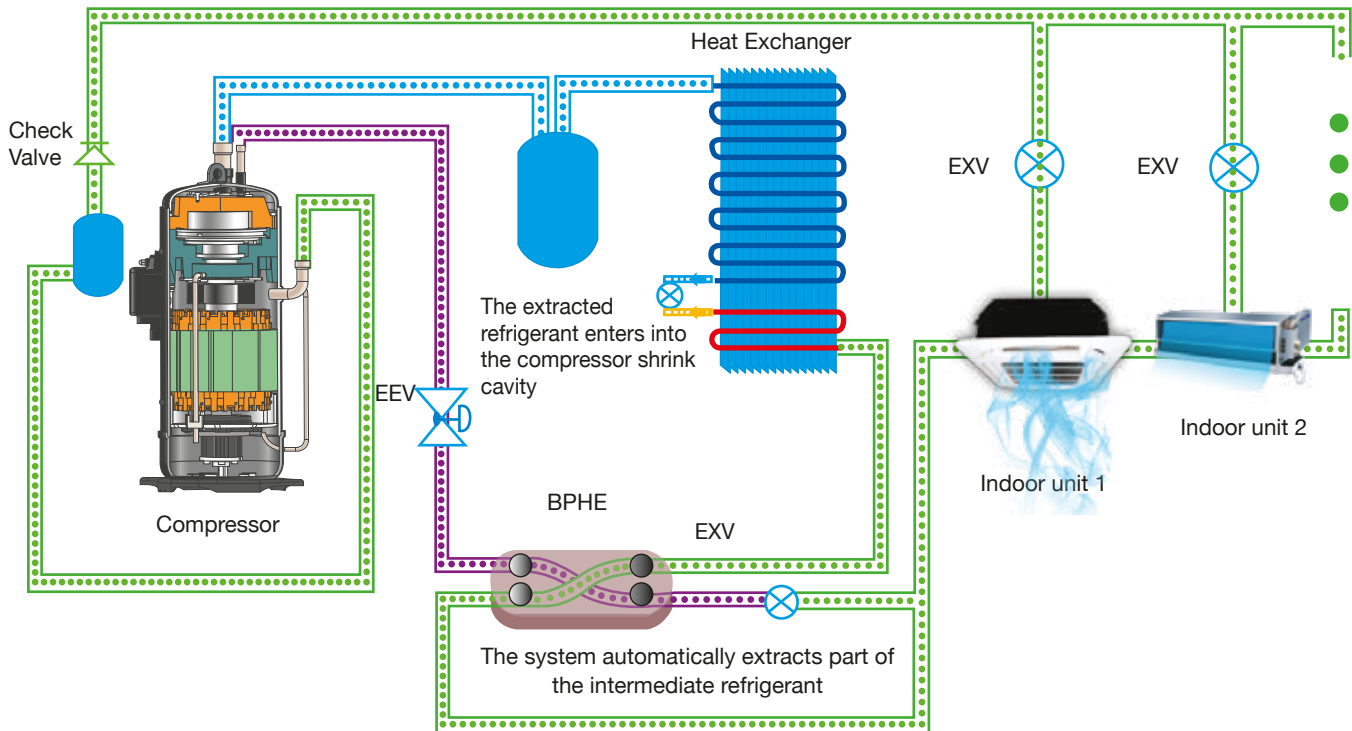 Heat Exchanger
Check
Valve
EXV
EXV
The extracted
refrigerant enters into
the compressor shrink
cavity
EEV
Indoor unit 2
Indoor unit 1
Compressor
BPHE
EXV
The system automatically extracts part of
the intermediate refrigerant